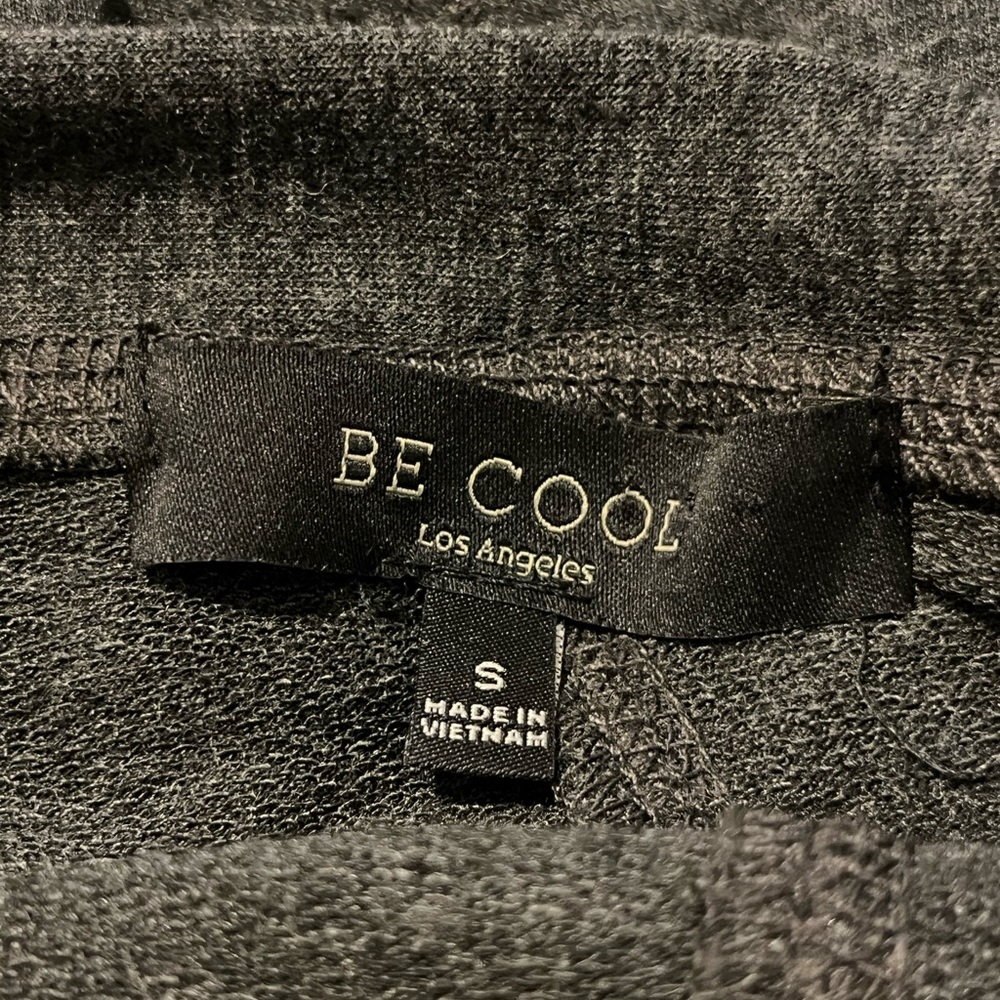 BE COOL
Los Angeles
S
MADE IN
VIETNAM